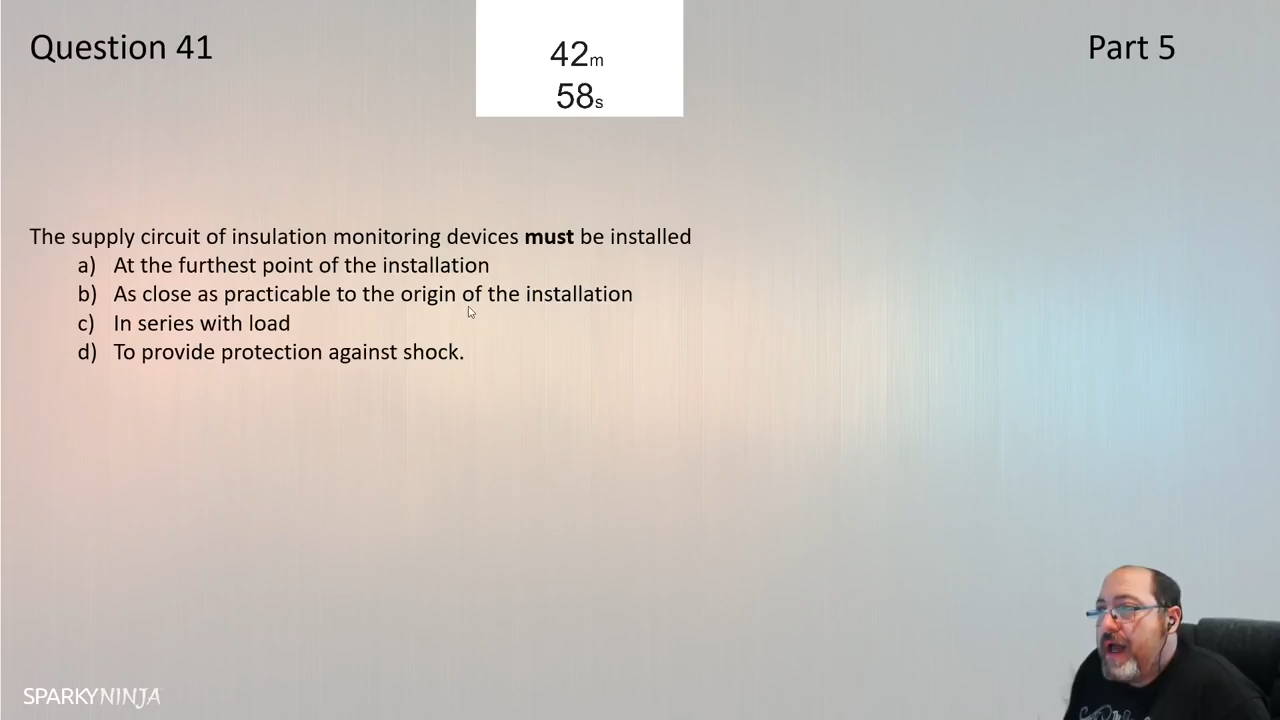 Question 41
42m
58s
Part 5
The supply circuit of insulation monitoring devices must be installed
a) At the furthest point of the installation
b) As close as practicable to the origin of the installation
c) In series with load
d) To provide protection against shock.
SPARKYNINJA